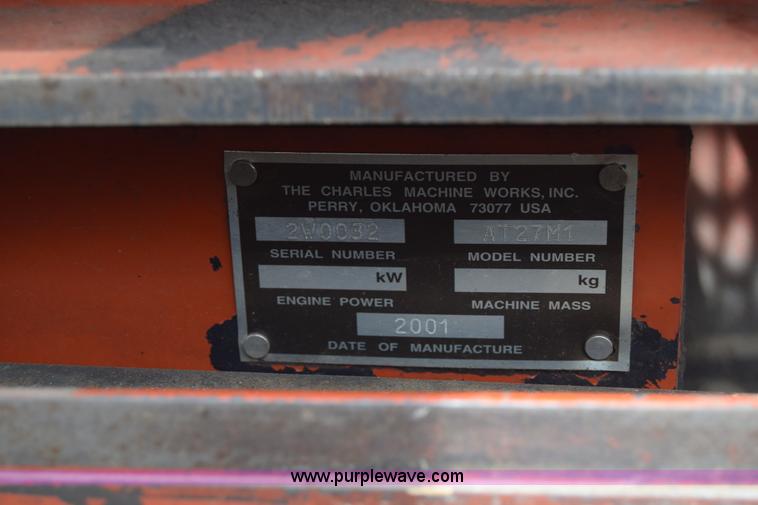 MANUFACTURED BY
THE CHARLES MACHINE WORKS, INC.
PERRY, OKLAHOMA 73077 USA
2W0032 AT27M1
SERIAL NUMBER MODEL NUMBER
kW kg
ENGINE POWER MACHINE MASS
2001
DATE OF MANUFACTURE
www.purplewave.com